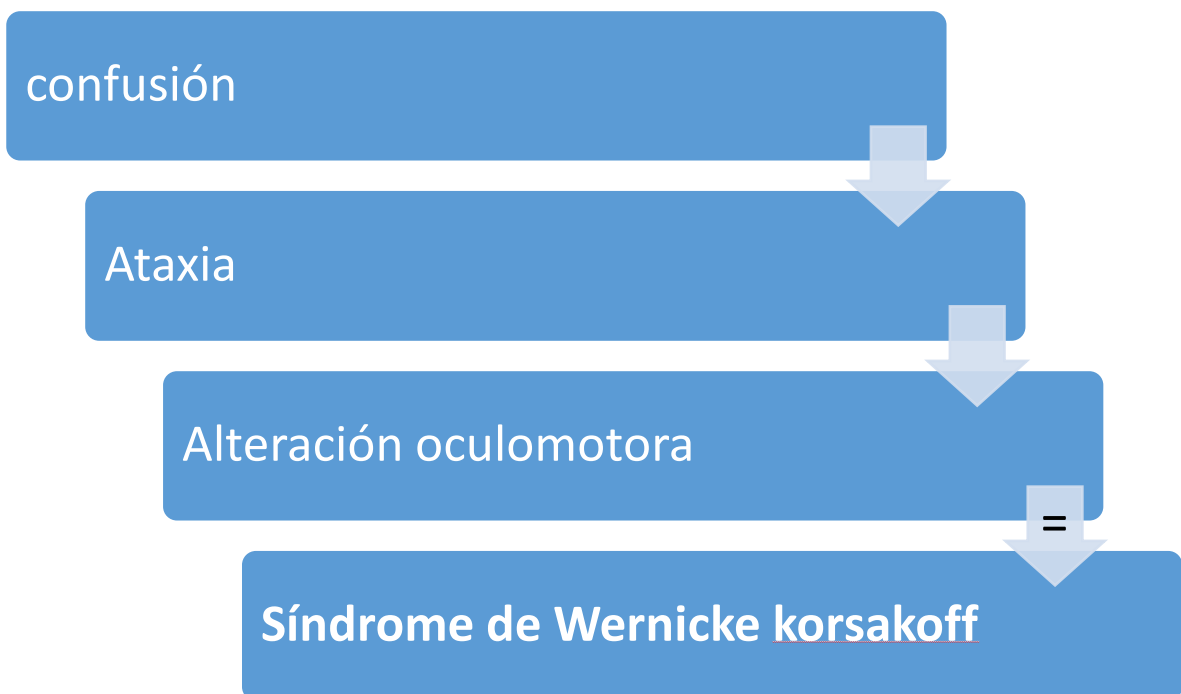 confusión
Ataxia
Alteración oculomotora
=
Síndrome de Wernicke korsakoff